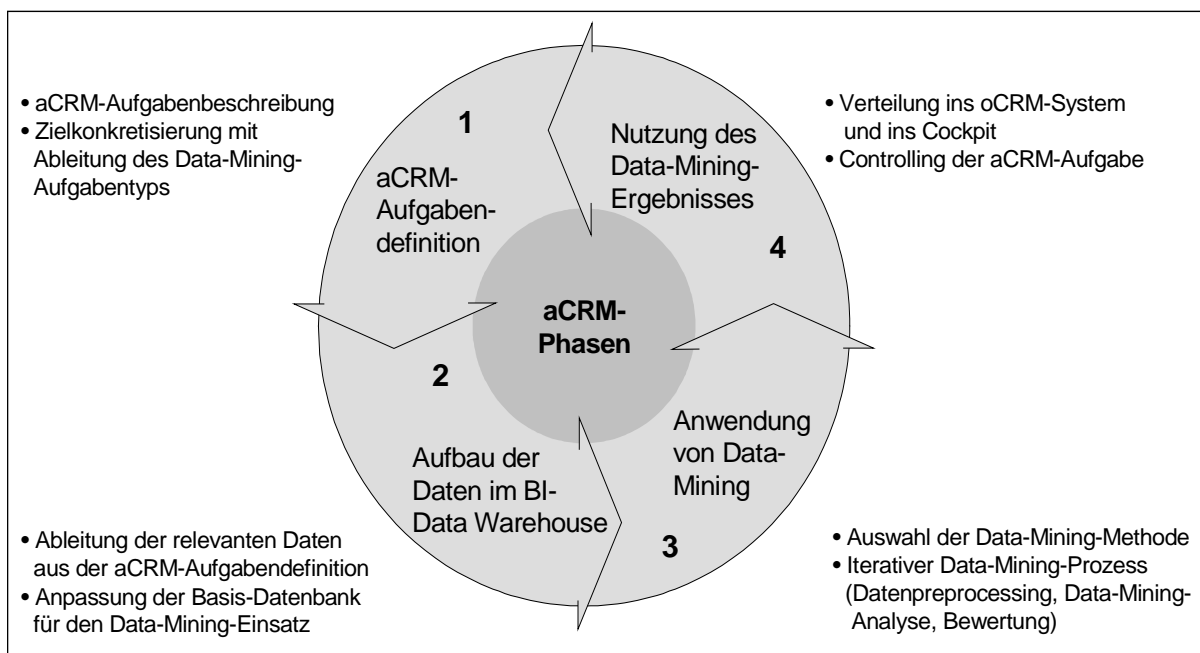 • aCRM-Aufgabenbeschreibung
• Zielkonkretisierung mit
Ableitung des Data-Mining-
Aufgabentyps
1
aCRM-
Aufgaben-
definition
Nutzung des
Data-Mining-
Ergebnisses
4
• Verteilung ins oCRM-System
und ins Cockpit
• Controlling der aCRM-Aufgabe
aCRM-
Phasen
2
Aufbau der
Daten im BI-
Data Warehouse
Anwendung
von Data-
Mining
3
• Ableitung der relevanten Daten
aus der aCRM-Aufgabendefinition
• Anpassung der Basis-Datenbank
für den Data-Mining-Einsatz
• Auswahl der Data-Mining-Methode
• Iterativer Data-Mining-Prozess
(Datenpreprocessing, Data-Mining-
Analyse, Bewertung)